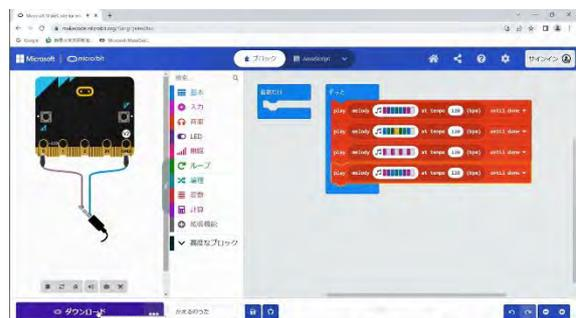 makecode.microbit.org
Google
Microsoft
micro:bit
ブロック
JavaScript
サインイン
検索...
基本
入力
音楽
LED
無線
ループ
論理
変数
計算
拡張機能
高度なブロック
最初だけ
ずっと
play melody at tempo 120 (bpm) until done
play melody at tempo 120 (bpm) until done
play melody at tempo 120 (bpm) until done
play melody at tempo 120 (bpm) until done
ダウンロード
かえるのうた